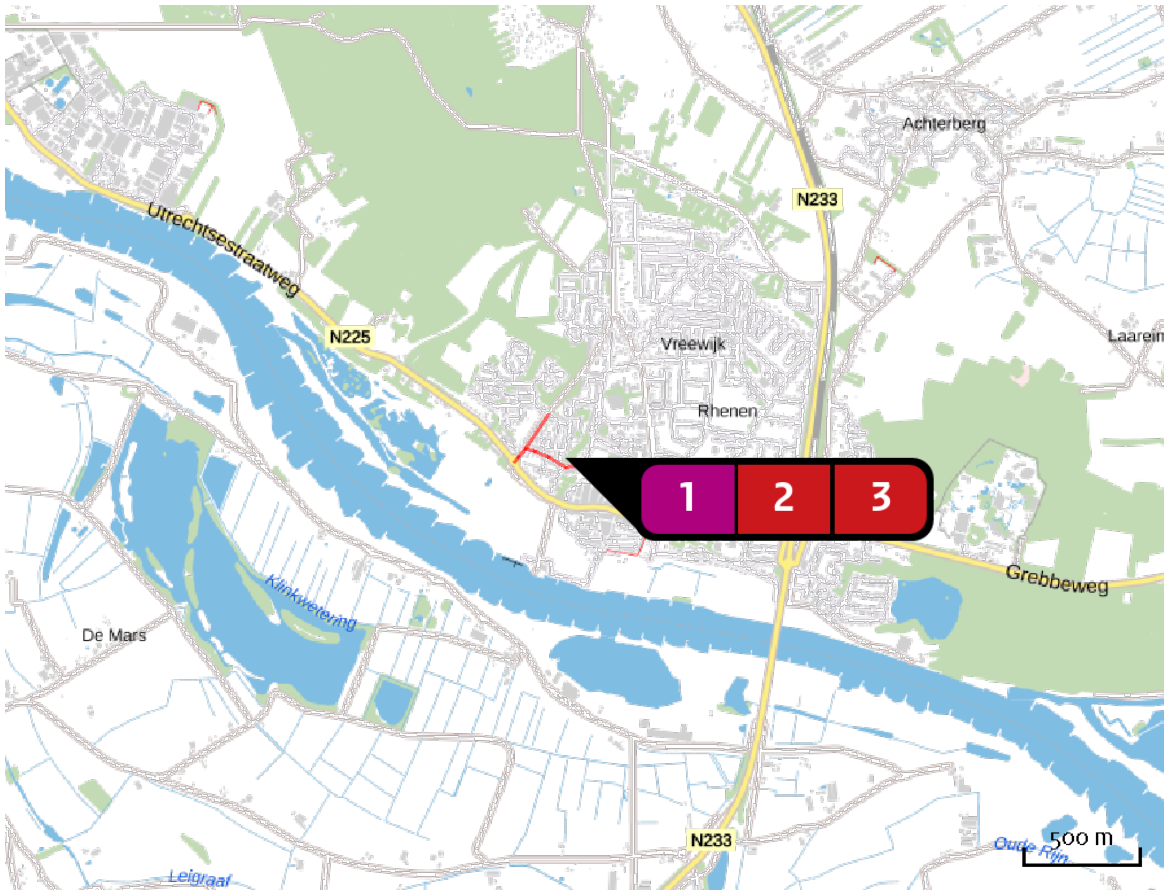 Achterberg
N233
Utrechtsestraatweg
N225
Vreewijk
Laarein
Rhenen
1 2 3
Grebbeweg
Klinkwetering
De Mars
N233
500 m
Oude Rijn
Leigraaf